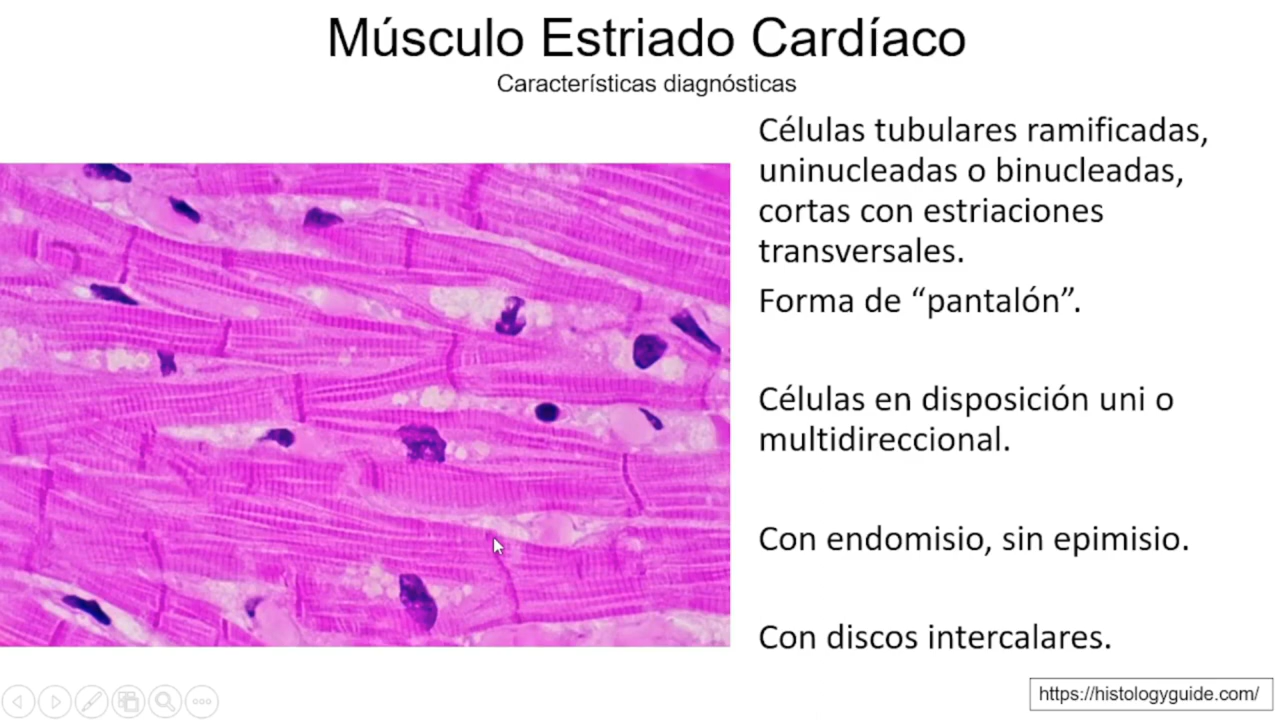 Músculo Estriado Cardíaco
Características diagnósticas
Células tubulares ramificadas,
uninucleadas o binucleadas,
cortas con estriaciones
transversales.
Forma de “pantalón”.
Células en disposición uni o
multidireccional.
Con endomisio, sin epimisio.
Con discos intercalares.
https://histologyguide.com/